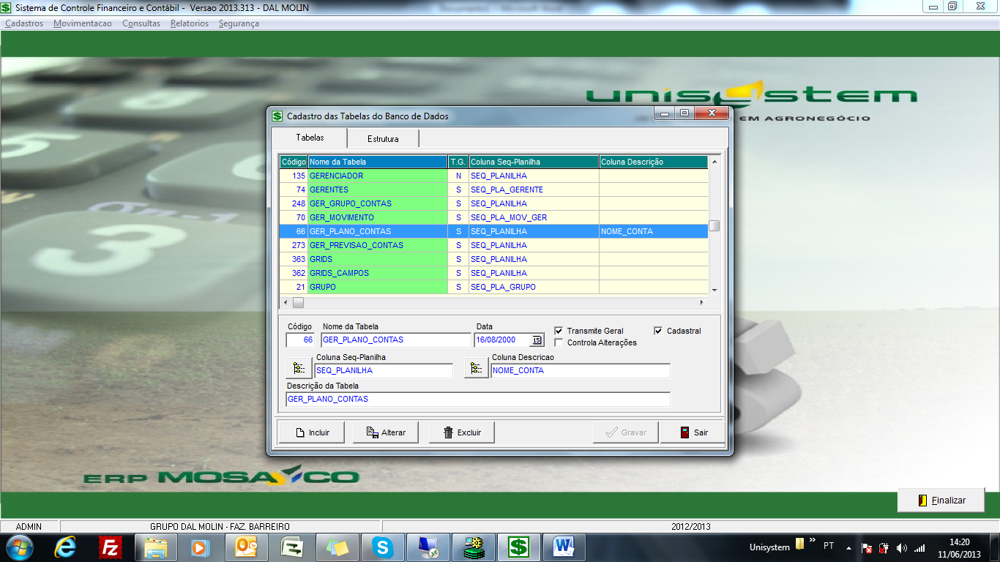 Sistema de Controle Financeiro e Contábil - Versao 2013.313 - DAL MOLIN
Cadastros Movimentacao Consultas Relatorios Segurança
unisystem
EM AGRONEGÓCIO
Cadastro das Tabelas do Banco de Dados
Tabelas Estrutura
Código Nome da Tabela T.G. Coluna Seq-Planilha Coluna Descrição
135 GERENCIADOR N SEQ_PLANILHA
74 GERENTES S SEQ_PLA_GERENTE
248 GER_GRUPO_CONTAS S SEQ_PLANILHA
70 GER_MOVIMENTO S SEQ_PLA_MOV_GER
66 GER_PLANO_CONTAS S SEQ_PLANILHA NOME_CONTA
273 GER_PREVISAO_CONTAS S SEQ_PLANILHA
363 GRIDS S SEQ_PLANILHA
362 GRIDS_CAMPOS S SEQ_PLANILHA
21 GRUPO S SEQ_PLA_GRUPO
Código Nome da Tabela Data
66 GER_PLANO_CONTAS 16/08/2000 15 Transmite Geral Cadastral
Controla Alterações
Coluna Seq-Planilha Coluna Descricao
SEQ_PLANILHA NOME_CONTA
Descrição da Tabela
GER_PLANO_CONTAS
Incluir Alterar Excluir Gravar Sair
ERP MOSAYCO
Finalizar
ADMIN GRUPO DAL MOLIN - FAZ. BARREIRO 2012/2013
Unisystem PT 14:20
11/06/2013